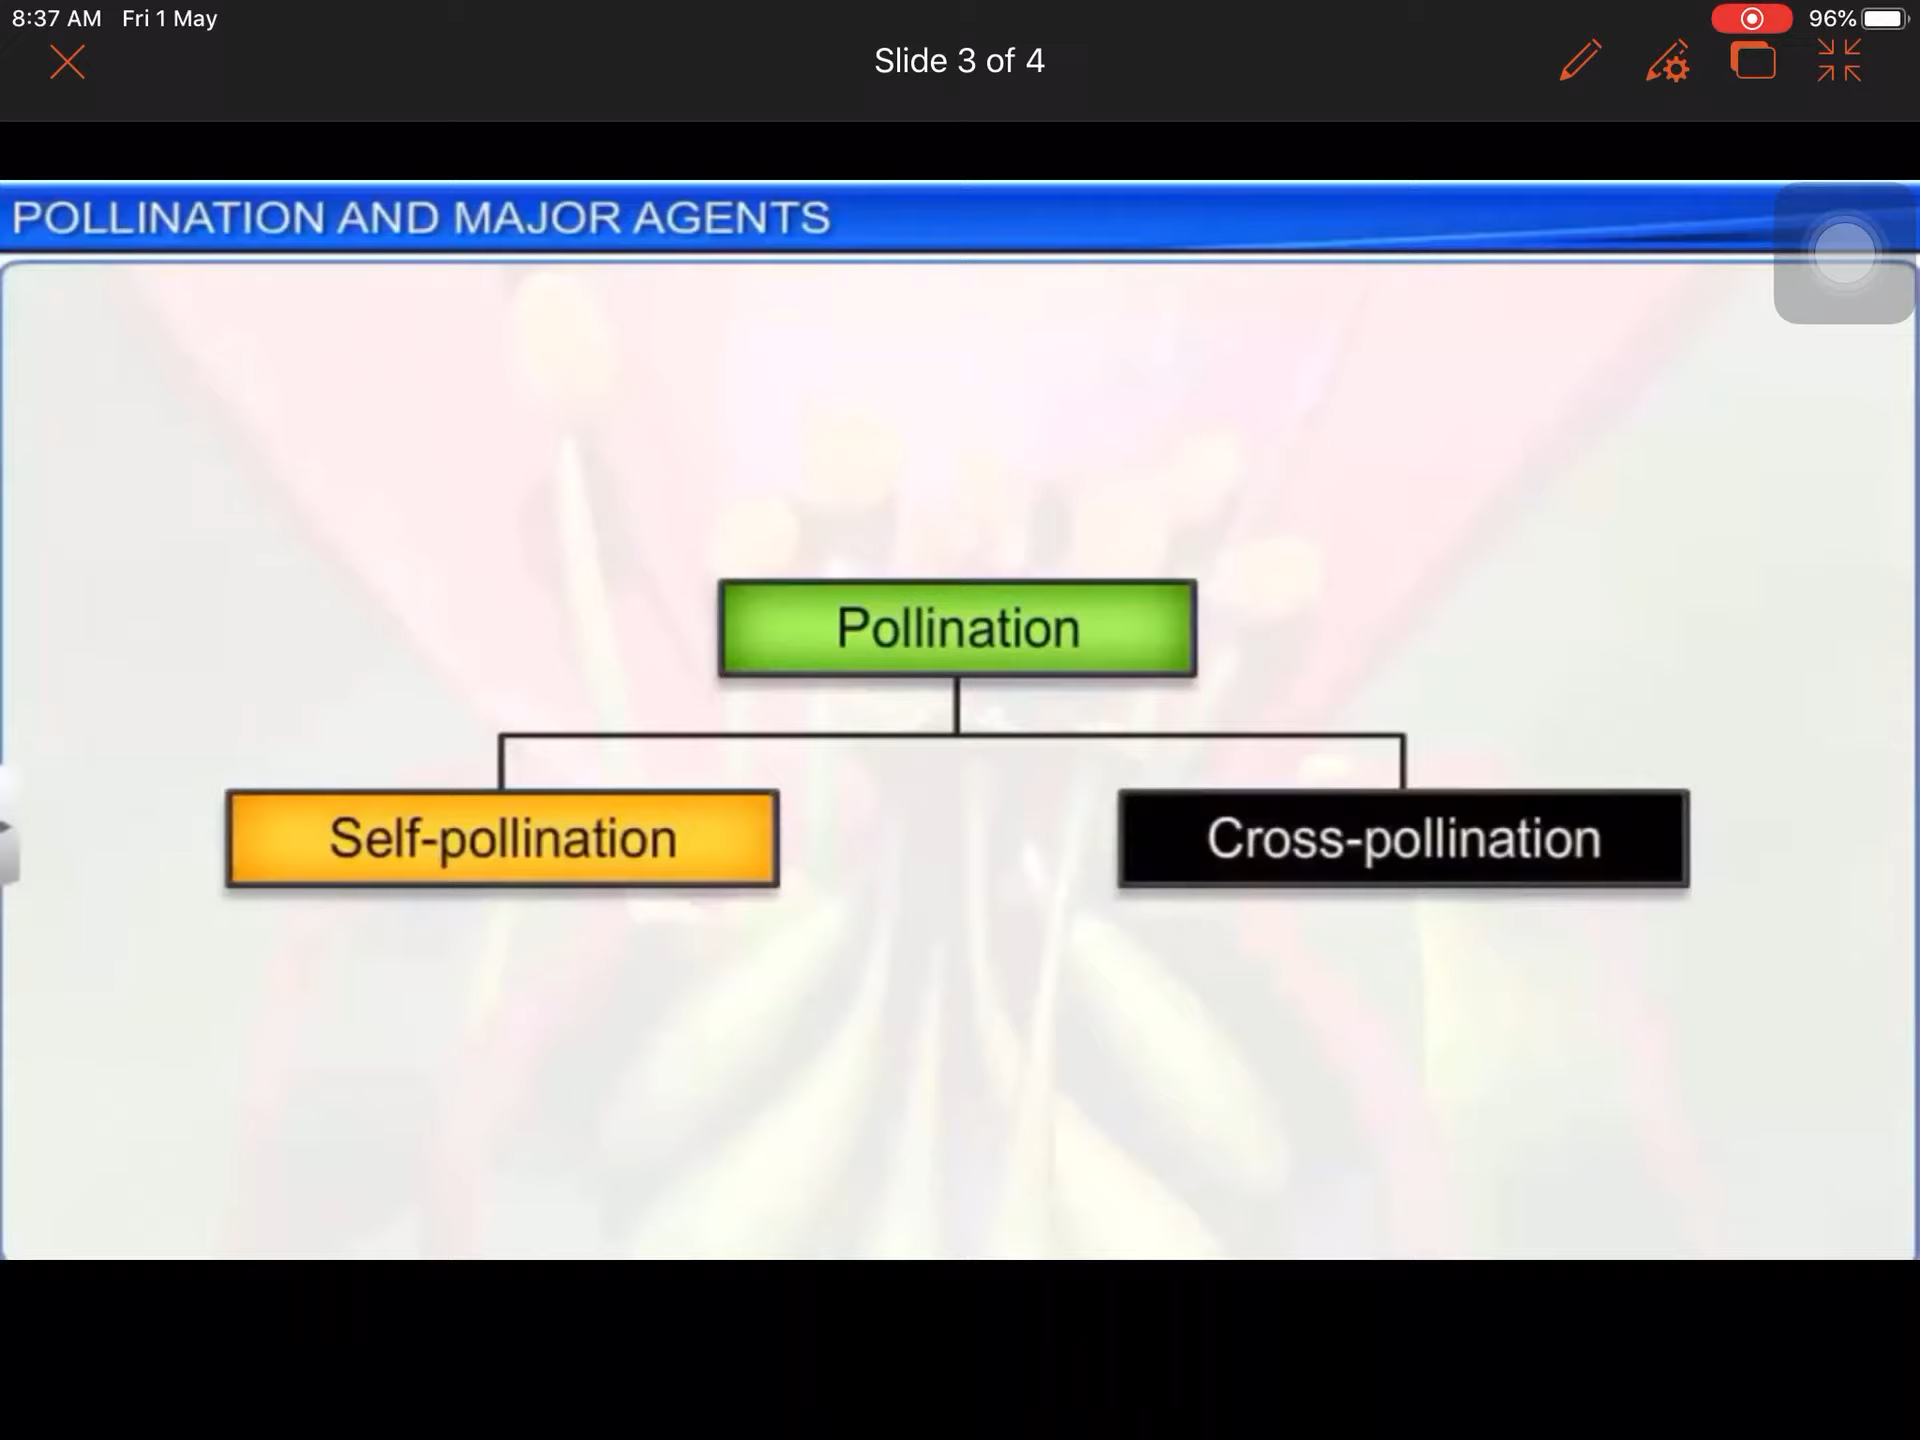 8:37 AM Fri 1 May
96%
Slide 3 of 4
POLLINATION AND MAJOR AGENTS
Pollination
Self-pollination
Cross-pollination